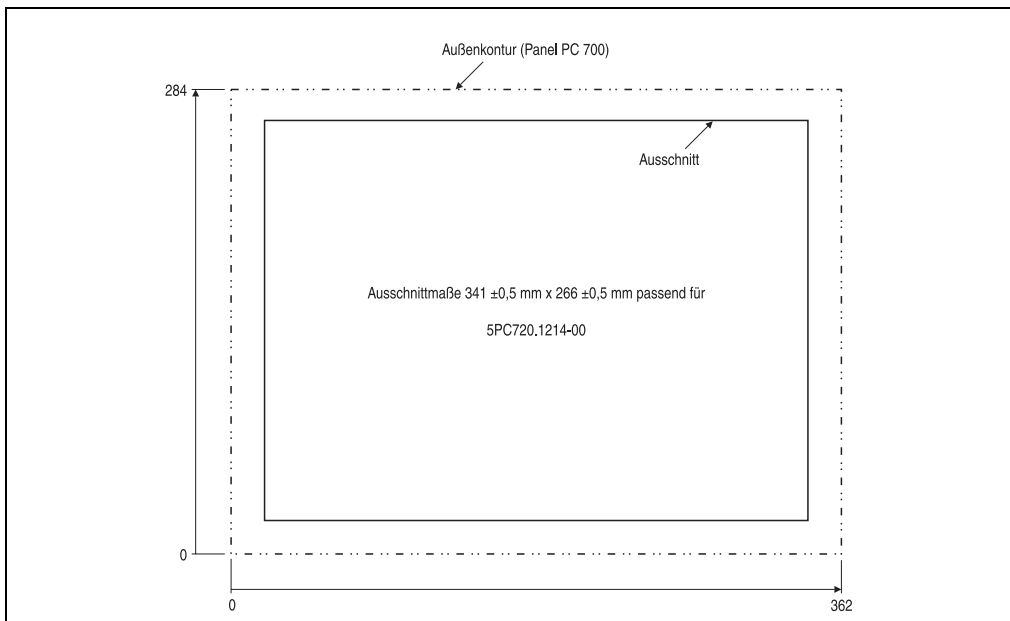 Außenkontur (Panel PC 700)
284
Ausschnitt
Ausschnittmaße 341 ±0,5 mm x 266 ±0,5 mm passend für
5PC720.1214-00
0
0
362